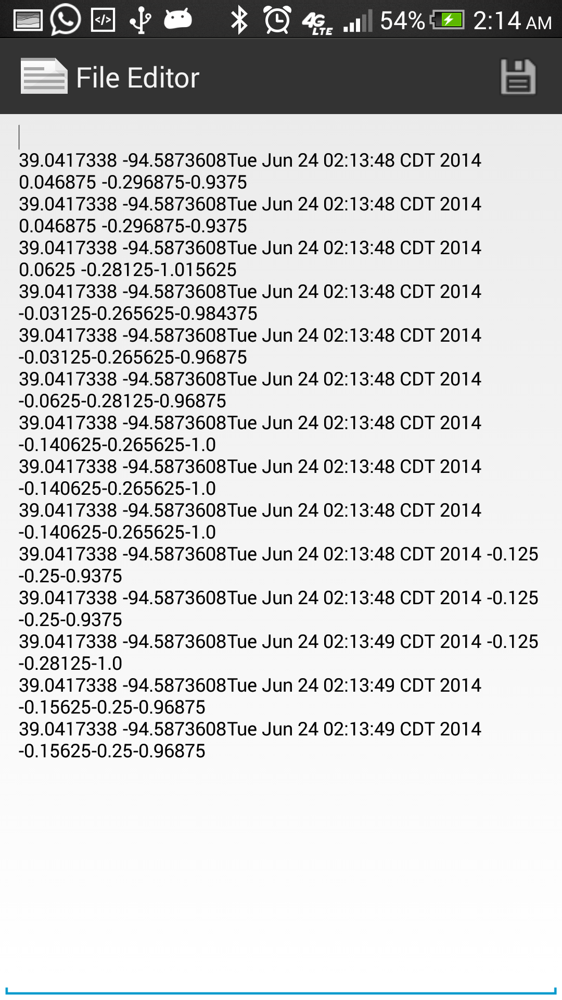 4G LTE 54% 2:14 AM
File Editor
39.0417338 -94.5873608Tue Jun 24 02:13:48 CDT 2014
0.046875 -0.296875-0.9375
39.0417338 -94.5873608Tue Jun 24 02:13:48 CDT 2014
0.046875 -0.296875-0.9375
39.0417338 -94.5873608Tue Jun 24 02:13:48 CDT 2014
0.0625 -0.28125-1.015625
39.0417338 -94.5873608Tue Jun 24 02:13:48 CDT 2014
-0.03125-0.265625-0.984375
39.0417338 -94.5873608Tue Jun 24 02:13:48 CDT 2014
-0.03125-0.265625-0.96875
39.0417338 -94.5873608Tue Jun 24 02:13:48 CDT 2014
-0.0625-0.28125-0.96875
39.0417338 -94.5873608Tue Jun 24 02:13:48 CDT 2014
-0.140625-0.265625-1.0
39.0417338 -94.5873608Tue Jun 24 02:13:48 CDT 2014
-0.140625-0.265625-1.0
39.0417338 -94.5873608Tue Jun 24 02:13:48 CDT 2014
-0.140625-0.265625-1.0
39.0417338 -94.5873608Tue Jun 24 02:13:48 CDT 2014 -0.125
-0.25-0.9375
39.0417338 -94.5873608Tue Jun 24 02:13:48 CDT 2014 -0.125
-0.25-0.9375
39.0417338 -94.5873608Tue Jun 24 02:13:49 CDT 2014 -0.125
-0.28125-1.0
39.0417338 -94.5873608Tue Jun 24 02:13:49 CDT 2014
-0.15625-0.25-0.96875
39.0417338 -94.5873608Tue Jun 24 02:13:49 CDT 2014
-0.15625-0.25-0.96875